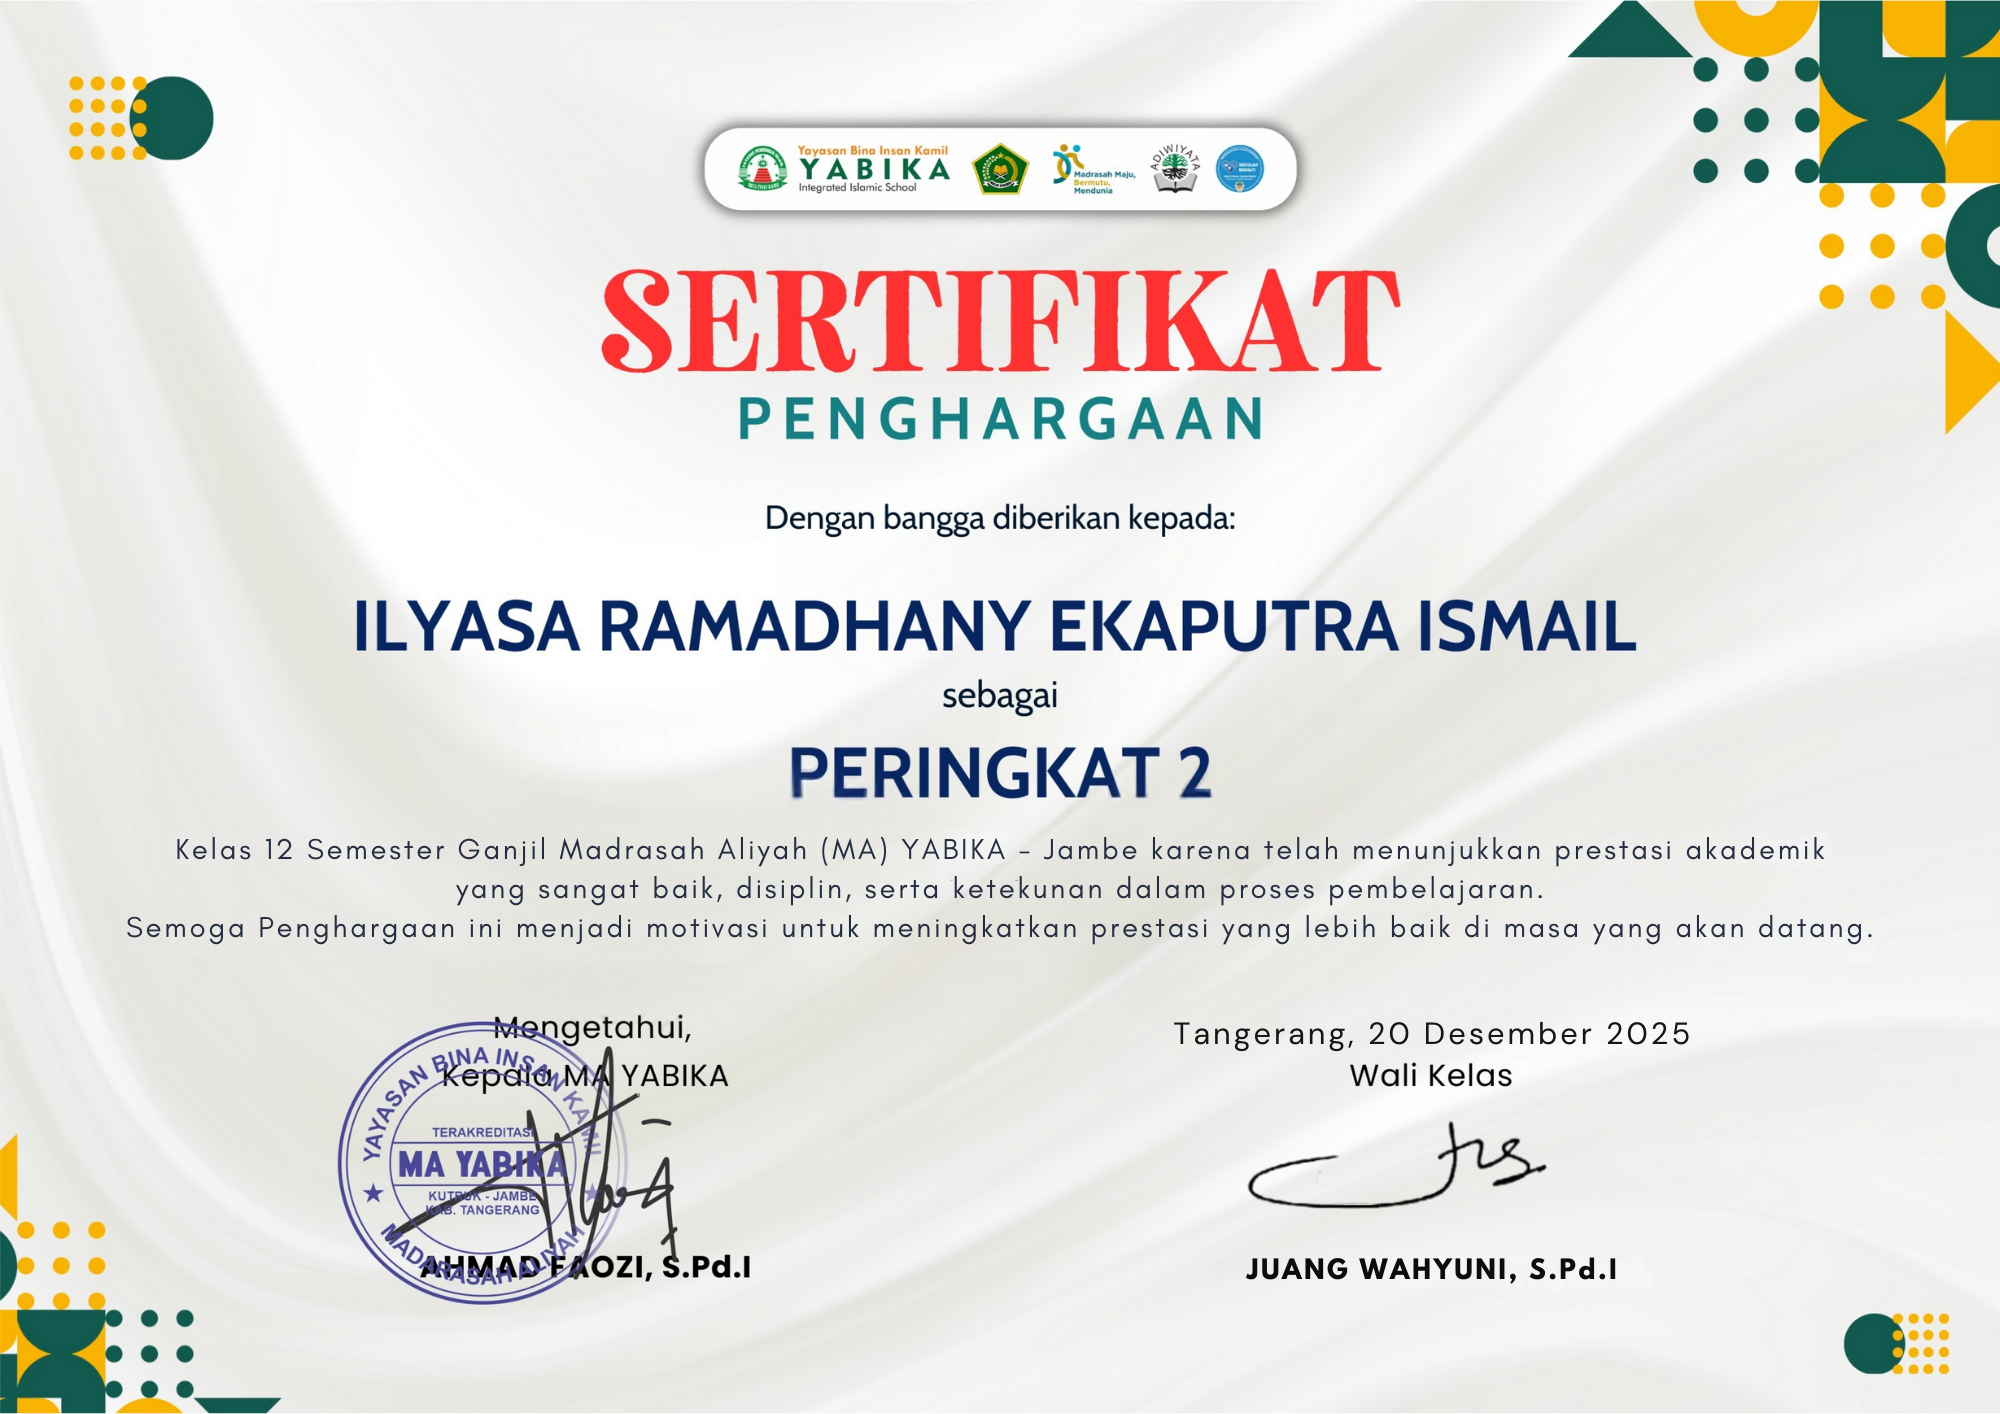 Yayasan Bina Insan Kamil
YABIKA
Integrated Islamic School
Madrasah Maju,
Bermutu,
Mendunia
ADIWIYATA
SERTIFIKAT
PENGHARGAAN
Dengan bangga diberikan kepada:
ILYASA RAMADHANY EKAPUTRA ISMAIL
sebagai
PERINGKAT 2
Kelas 12 Semester Ganjil Madrasah Aliyah (MA) YABIKA - Jambe karena telah menunjukkan prestasi akademik
yang sangat baik, disiplin, serta ketekunan dalam proses pembelajaran.
Semoga Penghargaan ini menjadi motivasi untuk meningkatkan prestasi yang lebih baik di masa yang akan datang.
Mengetahui,
Kepala MA YABIKA
YAYASAN BINA INSAN KAMIL
TERAKREDITASI
MA YABIKA
KUTRUK - JAMBE
KAB. TANGERANG
MADARASAH ALIYAH
AHMAD FAOZI, S.Pd.I
Tangerang, 20 Desember 2025
Wali Kelas
JUANG WAHYUNI, S.Pd.I